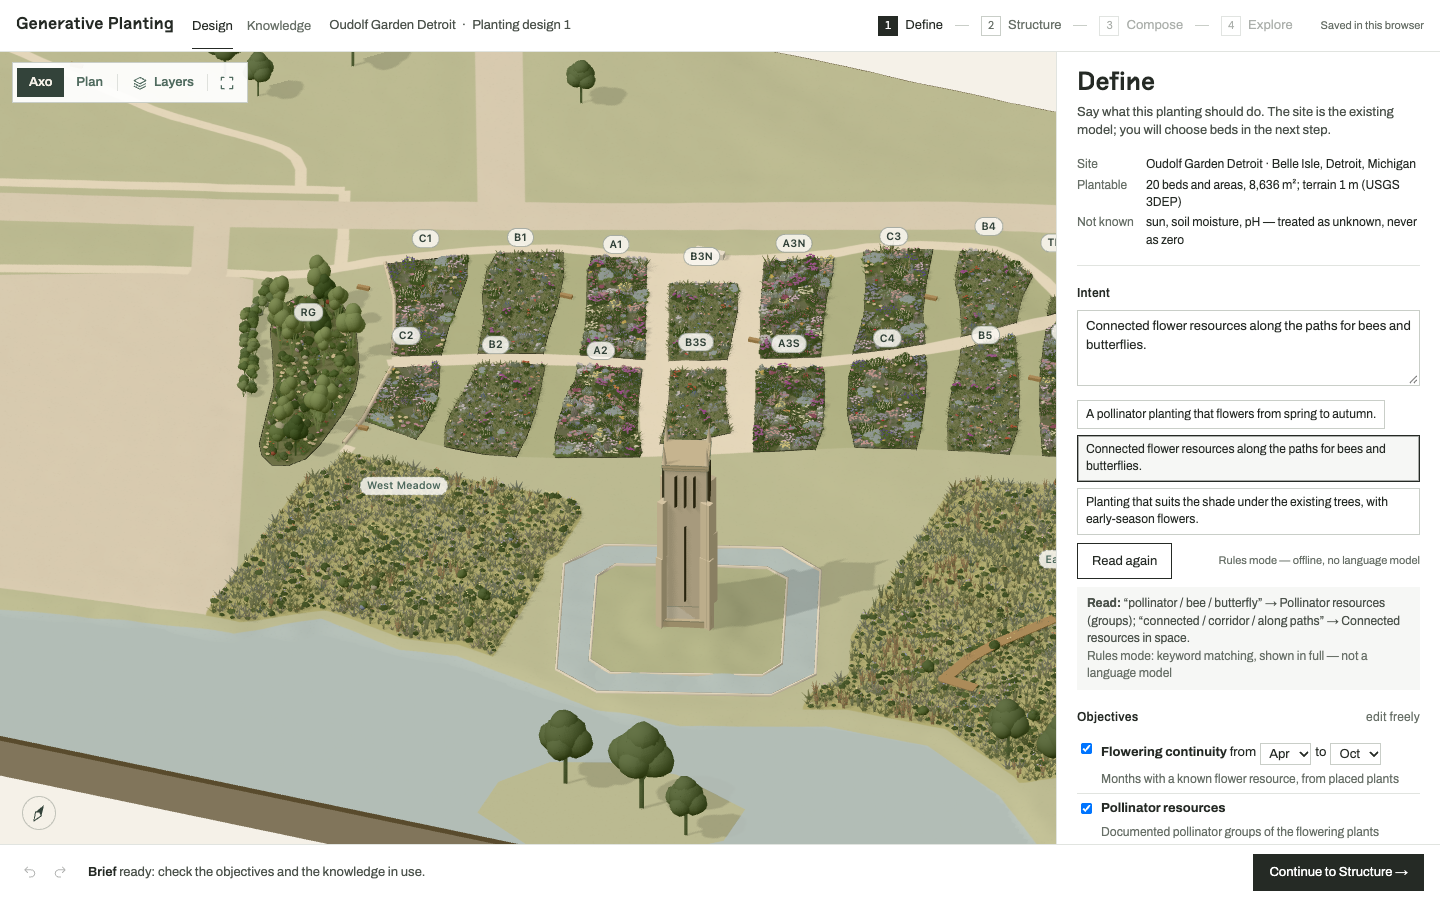 Generative Planting
Design
Knowledge
Oudolf Garden Detroit · Planting design 1
1 Define
2 Structure
3 Compose
4 Explore
Saved in this browser
Axo
Plan
Layers
C1
B1
A1
B3N
A3N
C3
B4
RG
C2
B2
A2
B3S
A3S
C4
B5
West Meadow
Define
Say what this planting should do. The site is the existing
model; you will choose beds in the next step.
Site Oudolf Garden Detroit · Belle Isle, Detroit, Michigan
Plantable 20 beds and areas, 8,636 m²; terrain 1 m (USGS
3DEP)
Not known sun, soil moisture, pH — treated as unknown, never
as zero
Intent
Connected flower resources along the paths for bees and
butterflies.
A pollinator planting that flowers from spring to autumn.
Connected flower resources along the paths for bees and
butterflies.
Planting that suits the shade under the existing trees, with
early-season flowers.
Read again
Rules mode — offline, no language model
Read: “pollinator / bee / butterfly” → Pollinator resources
(groups); “connected / corridor / along paths” → Connected
resources in space.
Rules mode: keyword matching, shown in full — not a
language model
Objectives
edit freely
Flowering continuity from Apr to Oct
Months with a known flower resource, from placed plants
Pollinator resources
Documented pollinator groups of the flowering plants
Brief ready: check the objectives and the knowledge in use.
Continue to Structure →